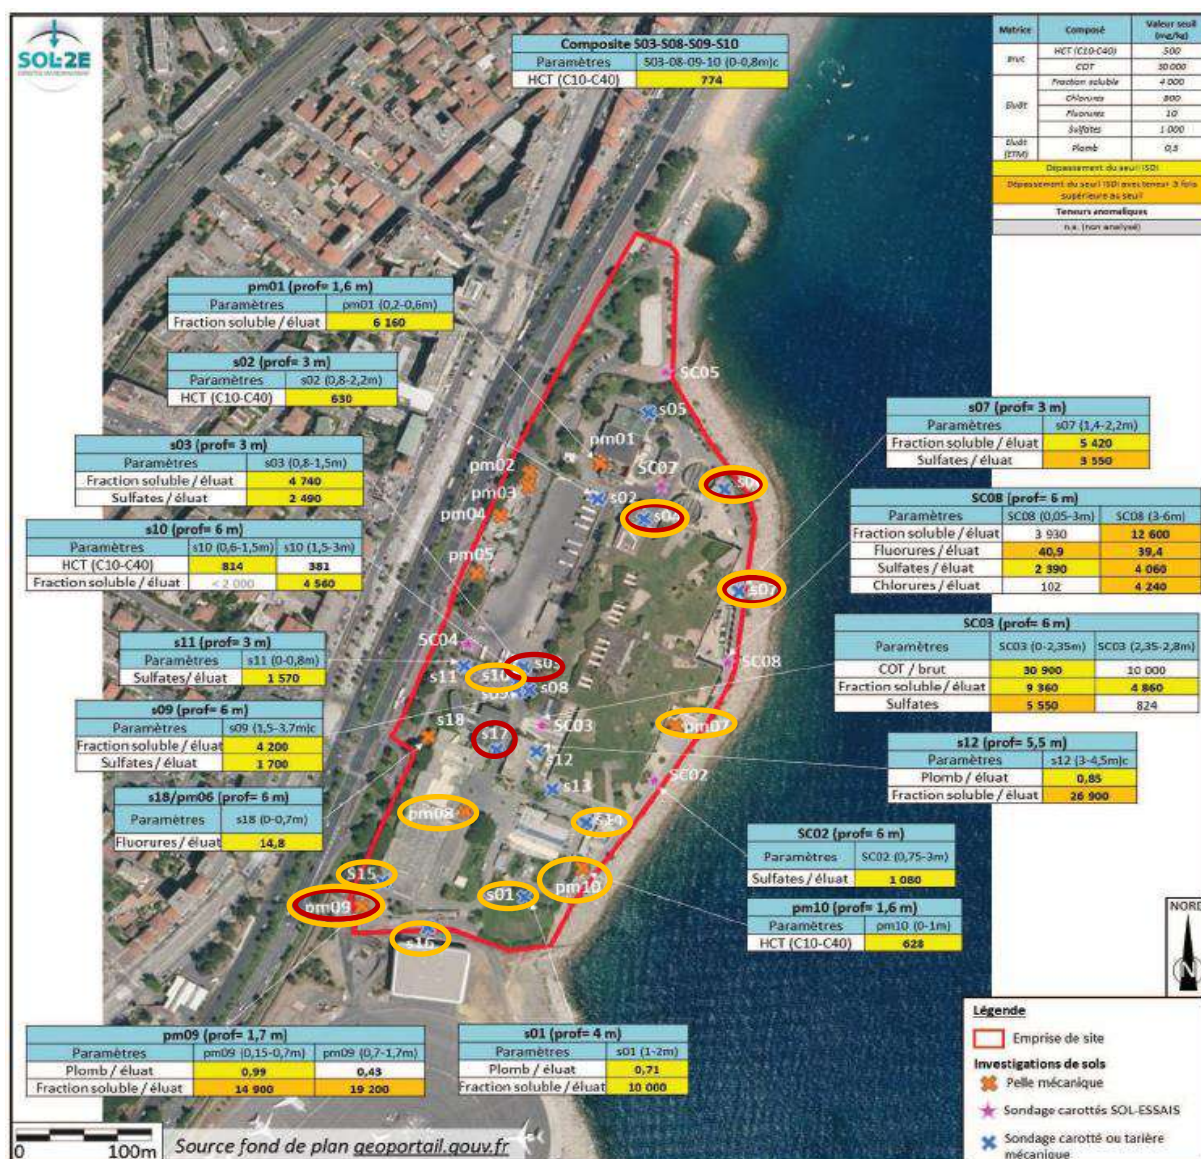 SOL-2E
Composite S03-S08-S09-S10
Paramètres S03-08-09-10 (0-0,8m)c
HCT (C10-C40) 774
Matrice Composé Valeur seuil (mg/kg)
Brut HCT (C10-C40) 500
COT 30 000
Eluât Fraction soluble 4 000
Chlorures 800
Fluorures 10
Sulfates 1 000
Eluât (ETM) Plomb 0,5
Dépassement du seuil ISDI
Dépassement du seuil ISDI avec teneur 3 fois
supérieure au seuil
Teneurs anomaliques
n.a. (non analysé)
pm01 (prof= 1,6 m)
Paramètres pm01 (0,2-0,6m)
Fraction soluble / éluat 6 160
s02 (prof= 3 m)
Paramètres s02 (0,8-2,2m)
HCT (C10-C40) 630
s03 (prof= 3 m)
Paramètres s03 (0,8-1,5m)
Fraction soluble / éluat 4 740
Sulfates / éluat 2 490
s10 (prof= 6 m)
Paramètres s10 (0,6-1,5m) s10 (1,5-3m)
HCT (C10-C40) 814 381
Fraction soluble / éluat < 2 000 4 560
s11 (prof= 3 m)
Paramètres s11 (0-0,8m)
Sulfates / éluat 1 570
s09 (prof= 6 m)
Paramètres s09 (1,5-3,7m)c
Fraction soluble / éluat 4 200
Sulfates / éluat 1 700
s18/pm06 (prof= 6 m)
Paramètres s18 (0-0,7m)
Fluorures / éluat 14,8
s07 (prof= 3 m)
Paramètres s07 (1,4-2,2m)
Fraction soluble / éluat 5 420
Sulfates / éluat 3 550
SC08 (prof= 6 m)
Paramètres SC08 (0,05-3m) SC08 (3-6m)
Fraction soluble / éluat 3 930 12 600
Fluorures / éluat 40,9 39,4
Sulfates / éluat 2 390 4 060
Chlorures / éluat 102 4 240
SC03 (prof= 6 m)
Paramètres SC03 (0-2,35m) SC03 (2,35-2,8m)
COT / brut 30 900 10 000
Fraction soluble / éluat 9 360 4 860
Sulfates 5 550 824
s12 (prof= 5,5 m)
Paramètres s12 (3-4,5m)c
Plomb / éluat 0,85
Fraction soluble / éluat 26 900
SC02 (prof= 6 m)
Paramètres SC02 (0,75-3m)
Sulfates / éluat 1 080
pm10 (prof= 1,6 m)
Paramètres pm10 (0-1m)
HCT (C10-C40) 628
SC05
s05
pm01
pm02
SC07
pm03
s02
pm04
s04
pm05
s07
SC04
s03
SC08
s11
s10
s09
s08
s18
SC03
pm07
s17
s12
SC02
s13
pm08
s14
S15
pm10
s01
pm09
s16
pm09 (prof= 1,7 m)
Paramètres pm09 (0,15-0,7m) pm09 (0,7-1,7m)
Plomb / éluat 0,99 0,43
Fraction soluble / éluat 14 900 19 200
s01 (prof= 4 m)
Paramètres s01 (1-2m)
Plomb / éluat 0,71
Fraction soluble / éluat 10 000
NORD
N
Légende
Emprise de site
Investigations de sols
Pelle mécanique
Sondage carottés SOL-ESSAIS
Sondage carotté ou tarière
mécanique
0 100m
Source fond de plan geoportail.gouv.fr